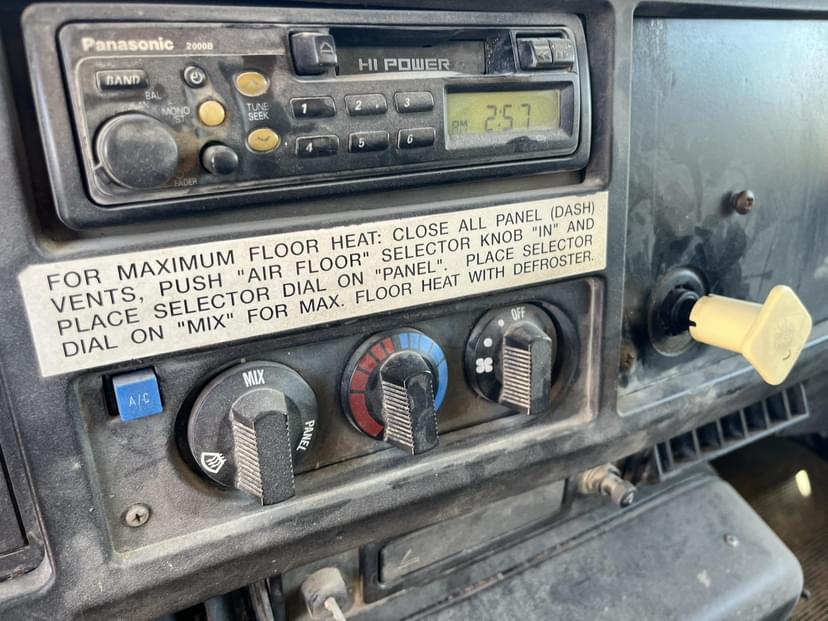 Panasonic 2000B
HI POWER
BAND
BAL
MONO
ST
TUNE
SEEK
FADER
1 2 3
4 5 6
AM 2:57
FOR MAXIMUM FLOOR HEAT: CLOSE ALL PANEL (DASH)
VENTS, PUSH "AIR FLOOR" SELECTOR KNOB "IN" AND
PLACE SELECTOR DIAL ON "PANEL". PLACE SELECTOR
DIAL ON "MIX" FOR MAX. FLOOR HEAT WITH DEFROSTER.
A/C
MIX
PANEL
OFF